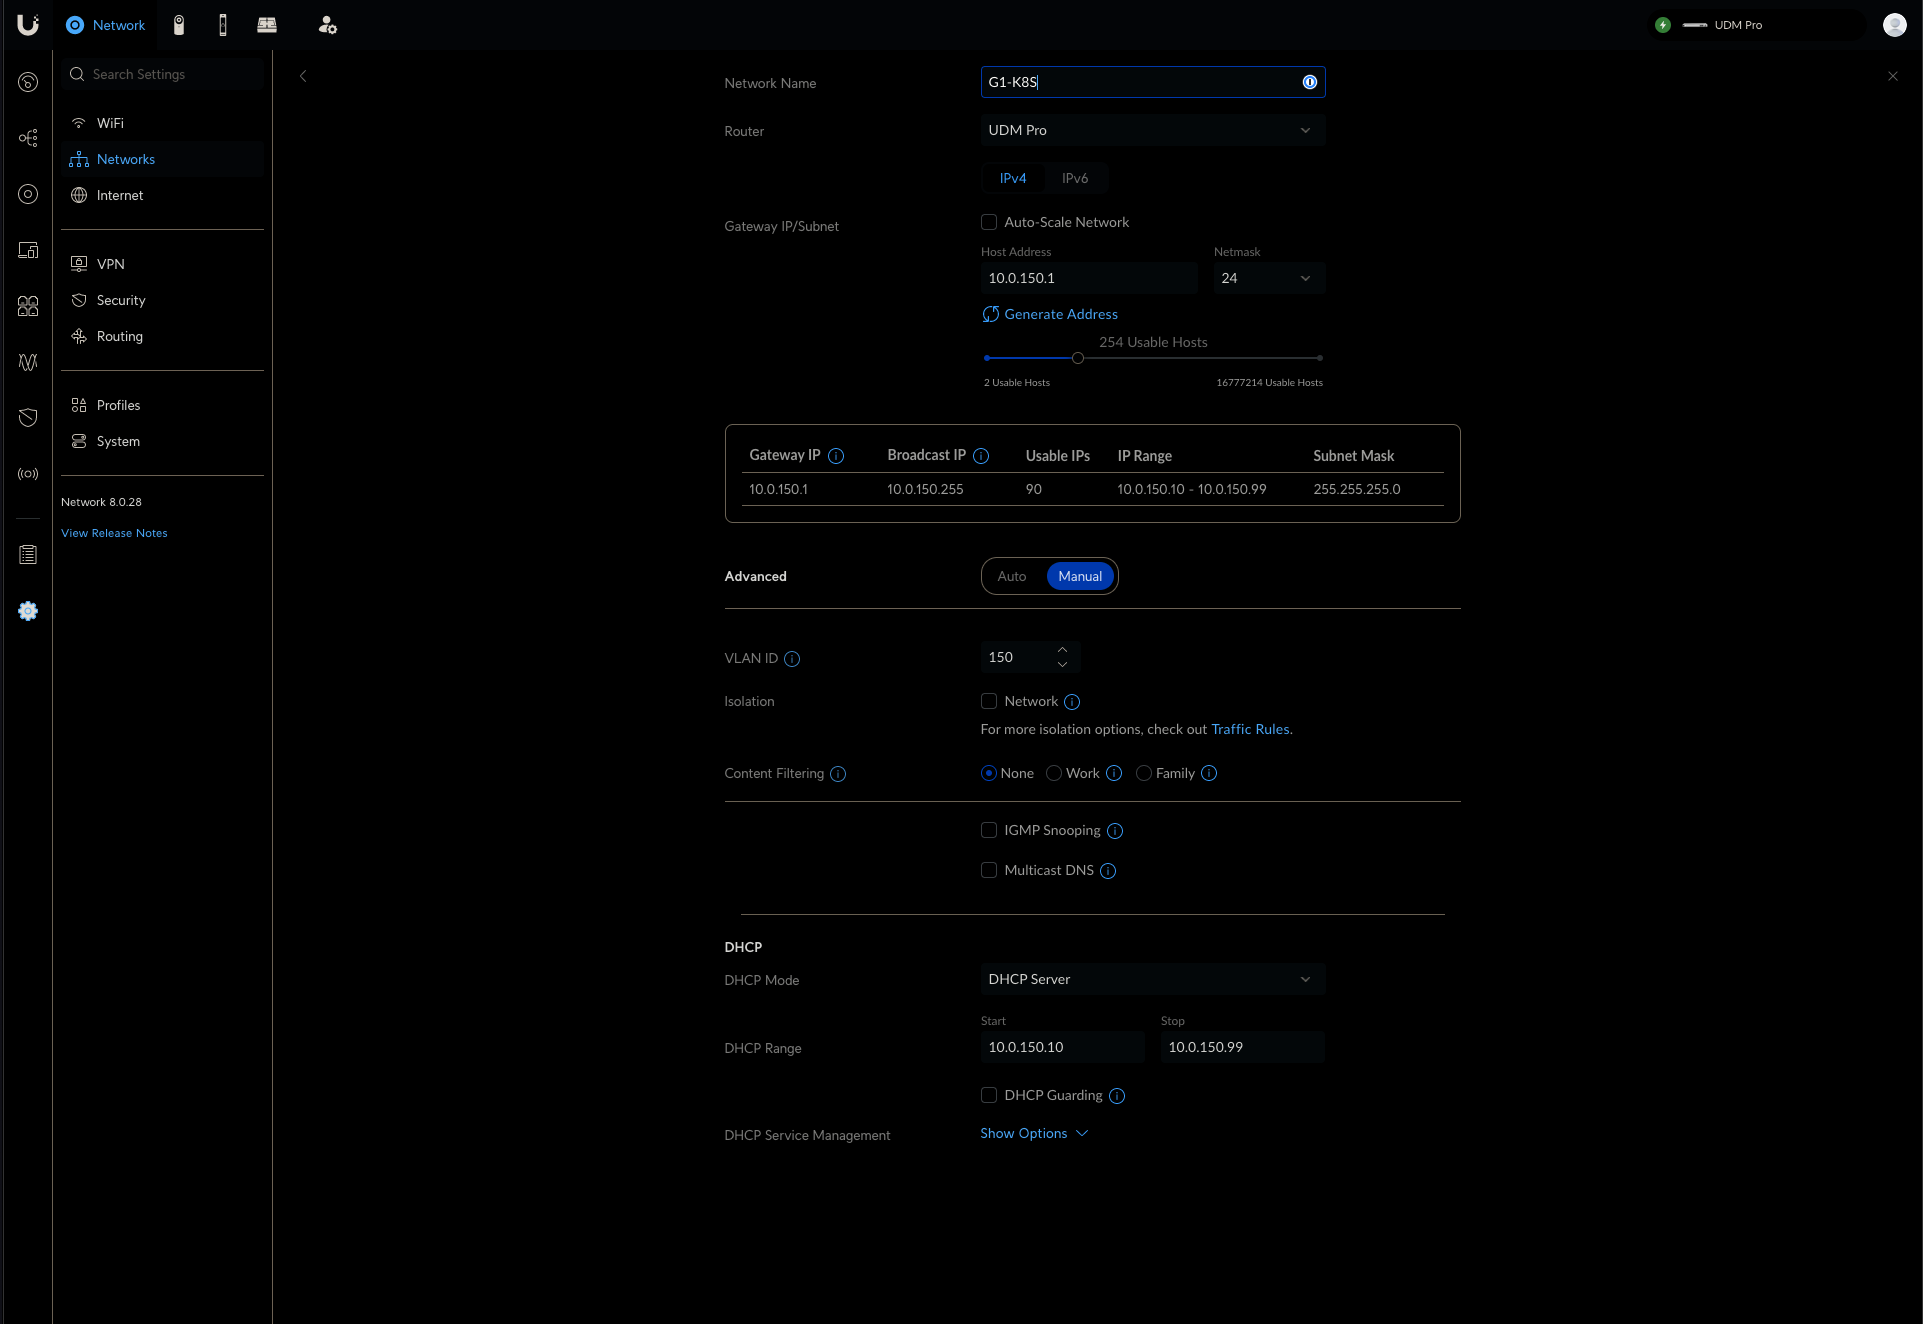 Network
UDM Pro
Search Settings
WiFi
Networks
Internet
VPN
Security
Routing
Profiles
System
Network 8.0.28
View Release Notes
Network Name
G1-K8S
Router
UDM Pro
IPv4 IPv6
Gateway IP/Subnet
Auto-Scale Network
Host Address Netmask
10.0.150.1 24
Generate Address
254 Usable Hosts
2 Usable Hosts 16777214 Usable Hosts
Gateway IP Broadcast IP Usable IPs IP Range Subnet Mask
10.0.150.1 10.0.150.255 90 10.0.150.10 - 10.0.150.99 255.255.255.0
Advanced Auto Manual
VLAN ID 150
Isolation Network
For more isolation options, check out Traffic Rules.
Content Filtering None Work Family
IGMP Snooping
Multicast DNS
DHCP
DHCP Mode DHCP Server
Start Stop
DHCP Range 10.0.150.10 10.0.150.99
DHCP Guarding
DHCP Service Management Show Options